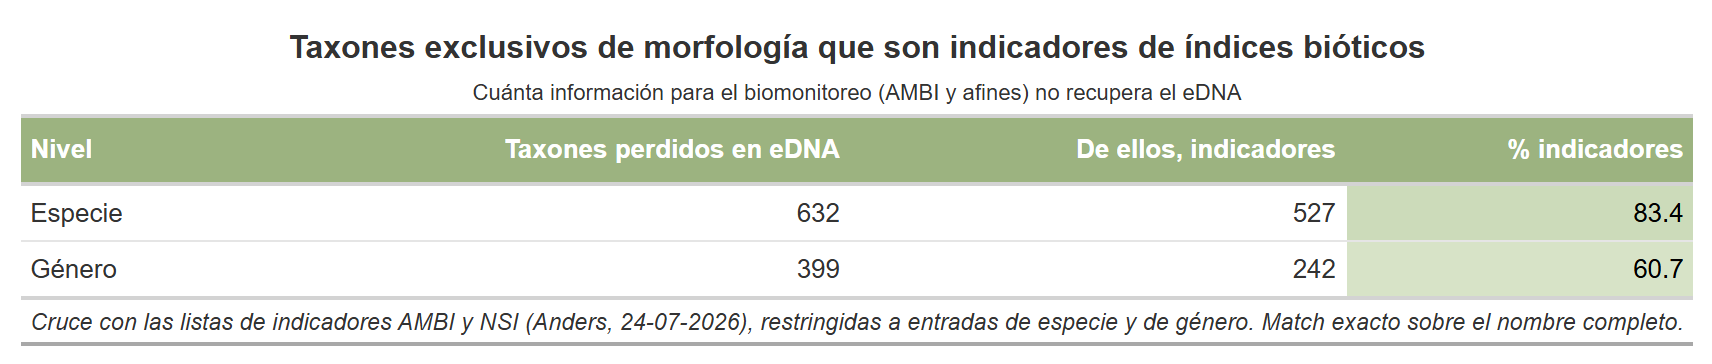 Taxones exclusivos de morfología que son indicadores de índices bióticos
Cuánta información para el biomonitoreo (AMBI y afines) no recupera el eDNA
Nivel Taxones perdidos en eDNA De ellos, indicadores % indicadores
Especie 632 527 83.4
Género 399 242 60.7
Cruce con las listas de indicadores AMBI y NSI (Anders, 24-07-2026), restringidas a entradas de especie y de género. Match exacto sobre el nombre completo.